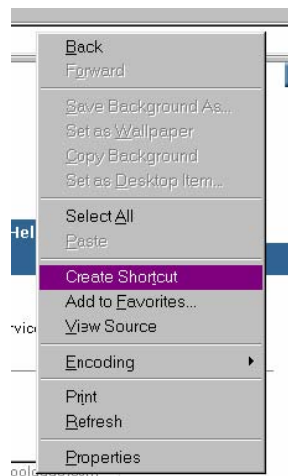 Back
Forward
Save Background As...
Set as Wallpaper
Copy Background
Set as Desktop Item...
Select All
Paste
Create Shortcut
Add to Favorites...
View Source
Encoding
Print
Refresh
Properties